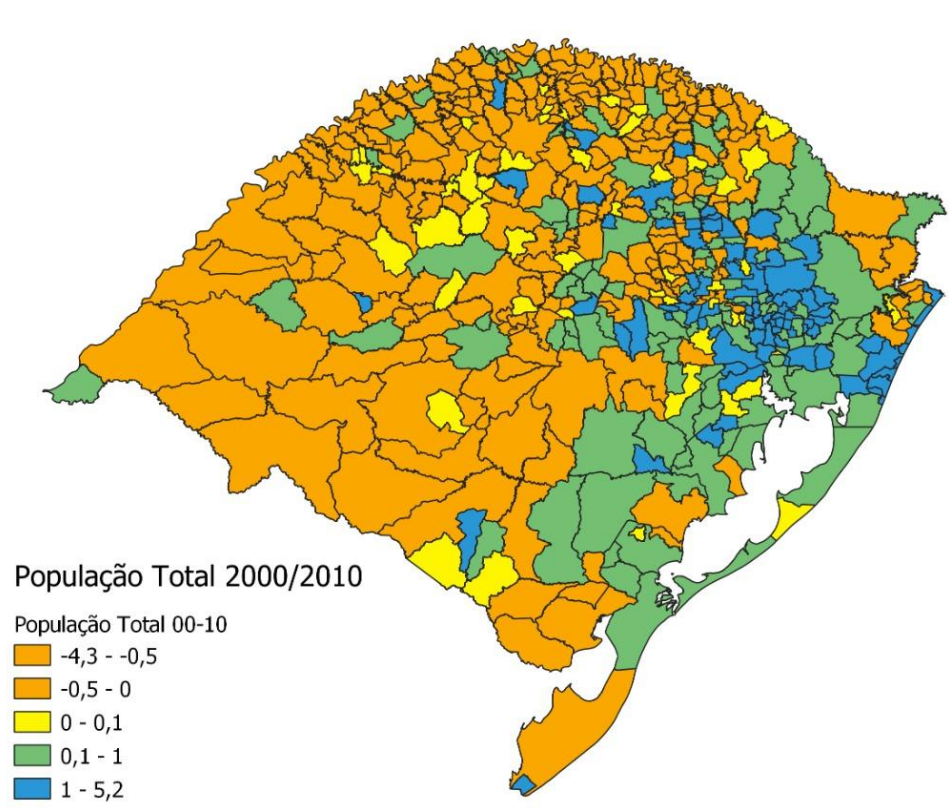 População Total 2000/2010
População Total 00-10
-4,3 - -0,5
-0,5 - 0
0 - 0,1
0,1 - 1
1 - 5,2